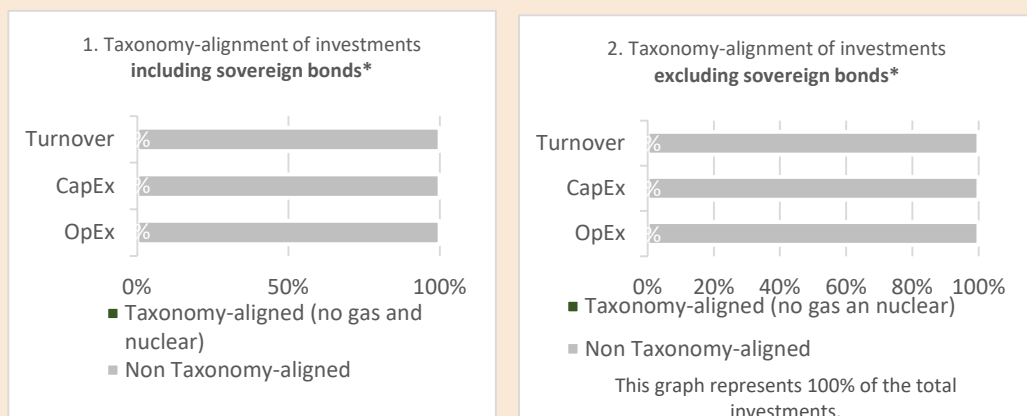 1. Taxonomy-alignment of investments
including sovereign bonds*
Turnover
%
CapEx
%
OpEx
%
0% 50% 100%
Taxonomy-aligned (no gas and
nuclear)
Non Taxonomy-aligned
2. Taxonomy-alignment of investments
excluding sovereign bonds*
Turnover
%
CapEx
%
OpEx
%
0% 20% 40% 60% 80% 100%
Taxonomy-aligned (no gas an nuclear)
Non Taxonomy-aligned
This graph represents 100% of the total
investments.